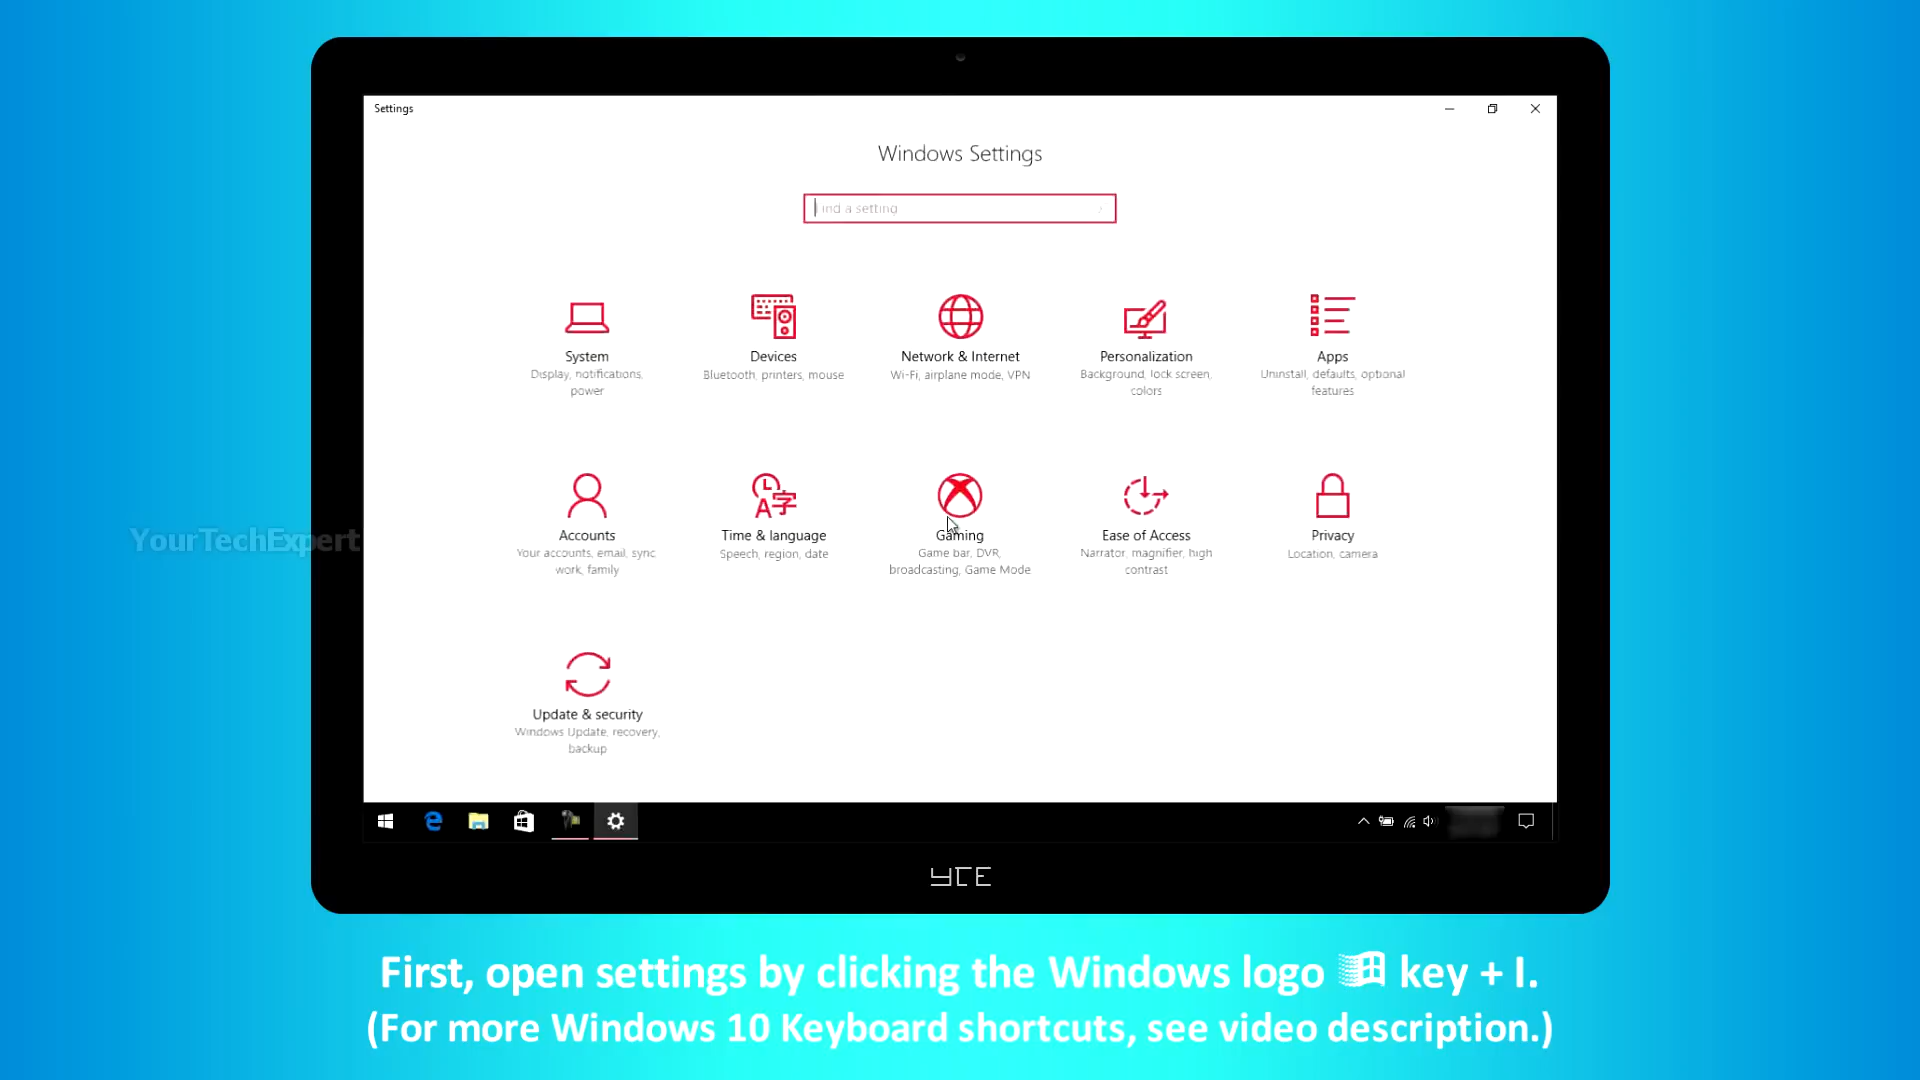 Settings
Windows Settings
Find a setting
System
Display, notifications,
power
Devices
Bluetooth, printers, mouse
Network & Internet
Wi-Fi, airplane mode, VPN
Personalization
Background, lock screen,
colors
Apps
Uninstall, defaults, optional
features
Accounts
Your accounts, email, sync
work, family
Time & language
Speech, region, date
Gaming
Game bar, DVR,
broadcasting, Game Mode
Ease of Access
Narrator, magnifier, high
contrast
Privacy
Location, camera
Update & security
Windows Update, recovery,
backup
YourTechExpert
YTE
First, open settings by clicking the Windows logo key + I.
(For more Windows 10 Keyboard shortcuts, see video description.)